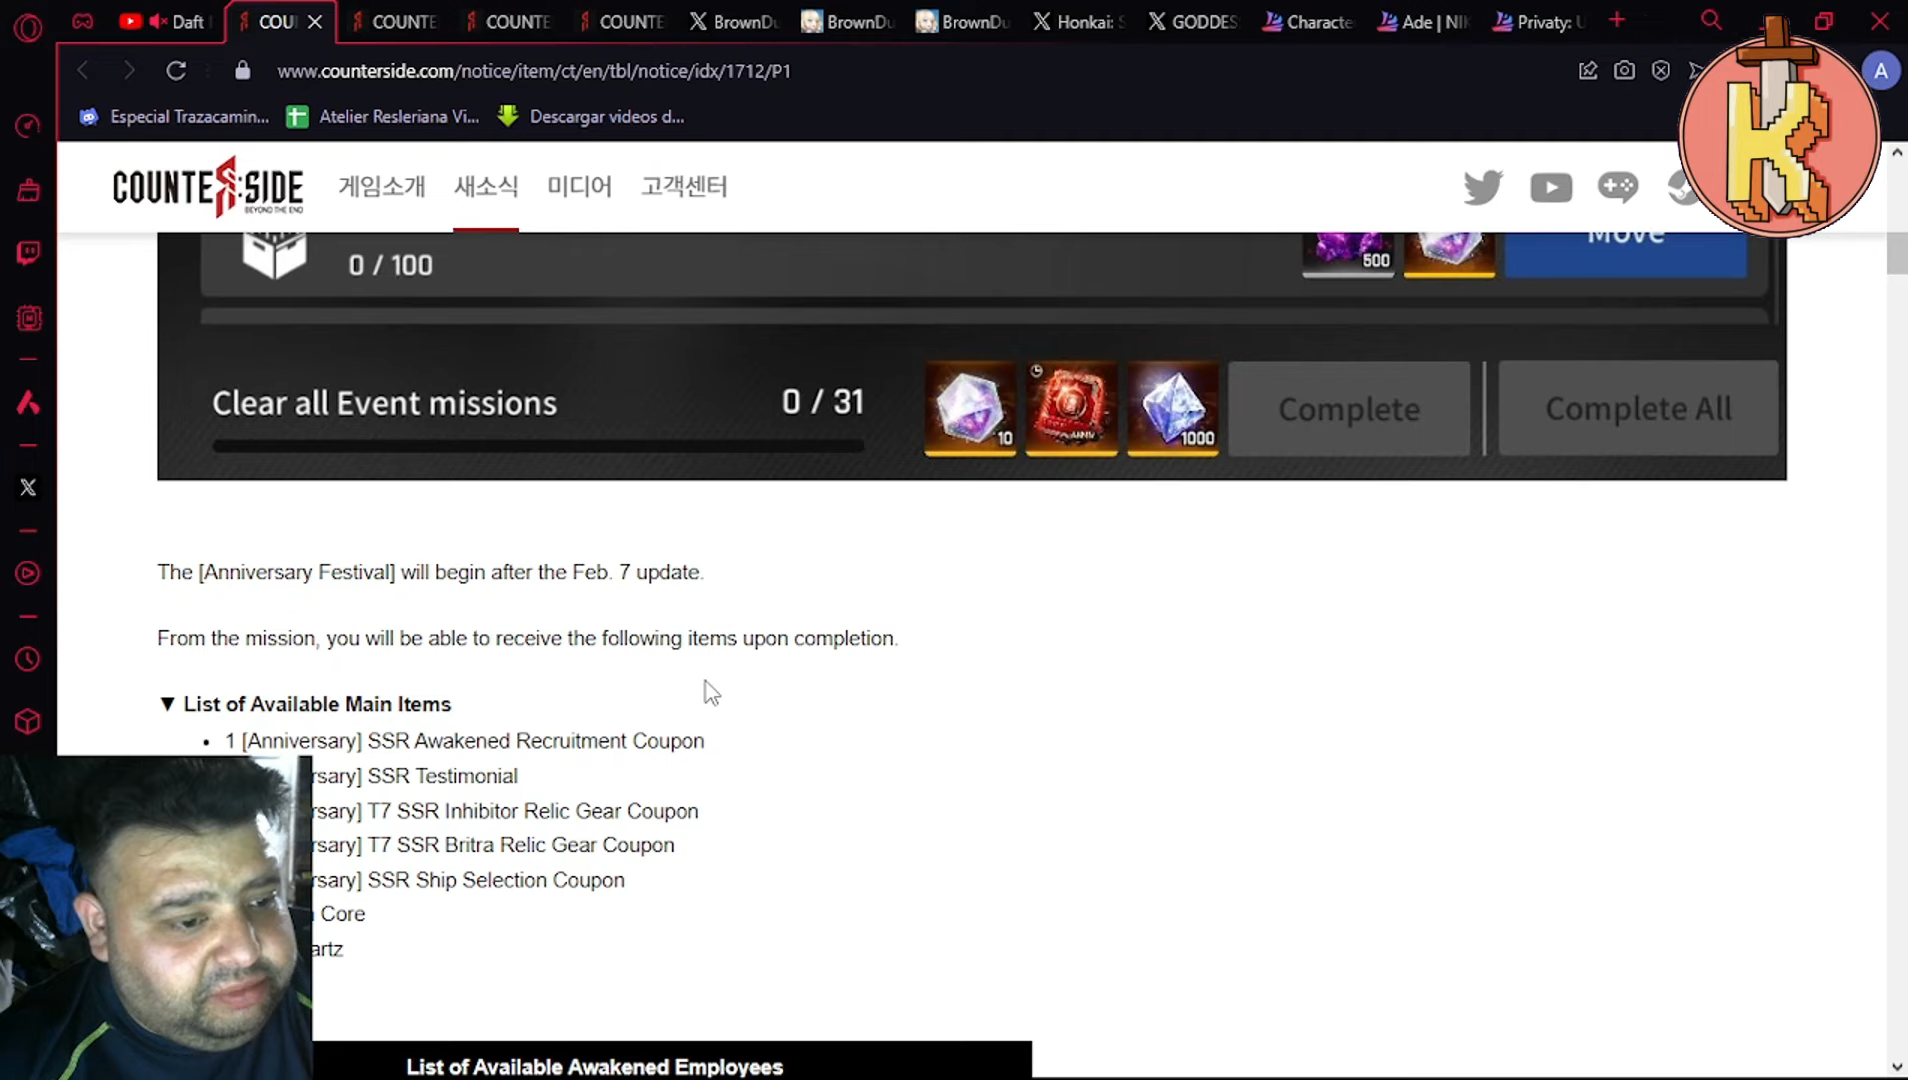 Daft
COU
COUNTE
COUNTE
COUNTE
BrownDu
BrownDu
BrownDu
Honkai: S
GODDES
Characte
Ade | NIK
Privaty: U
www.counterside.com/notice/item/ct/en/tbl/notice/idx/1712/P1
A
Especial Trazacamin...
Atelier Resleriana Vi...
Descargar videos d...
K
COUNTER:SIDE
BEYOND THE END
게임소개
새소식
미디어
고객센터
0 / 100
500
Move
Clear all Event missions
0 / 31
10
1000
Complete
Complete All
The [Anniversary Festival] will begin after the Feb. 7 update.
From the mission, you will be able to receive the following items upon completion.
▼ List of Available Main Items
• 1 [Anniversary] SSR Awakened Recruitment Coupon
rsary] SSR Testimonial
rsary] T7 SSR Inhibitor Relic Gear Coupon
rsary] T7 SSR Britra Relic Gear Coupon
rsary] SSR Ship Selection Coupon
Core
artz
List of Available Awakened Employees